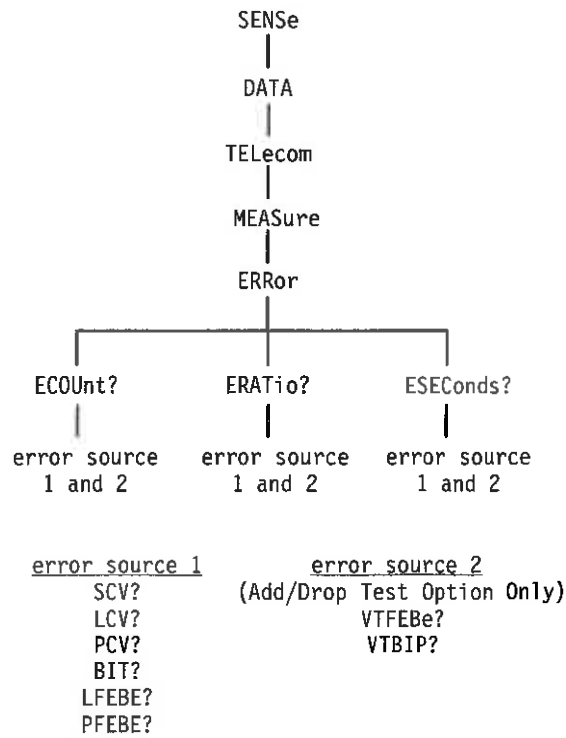 SENSe
DATA
TELecom
MEASure
ERRor
ECOUnt? ERATio? ESEConds?
error source error source error source
1 and 2 1 and 2 1 and 2
error source 1 error source 2
SCV? (Add/Drop Test Option Only)
LCV? VTFEBe?
PCV? VTBIP?
BIT?
LFEBE?
PFEBE?